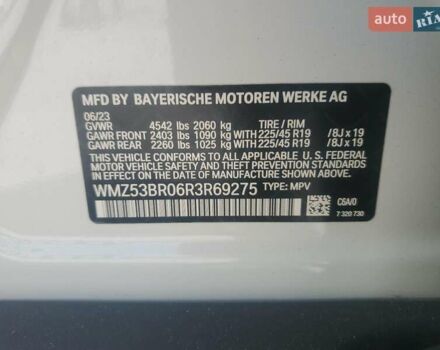 auto RIA
MFD BY BAYERISCHE MOTOREN WERKE AG
06/23
GVWR 4542 lbs 2060 kg TIRE / RIM
GAWR FRONT 2403 lbs 1090 kg WITH 225/45 R19 / 8J x 19
GAWR REAR 2260 lbs 1025 kg WITH 225/45 R19 / 8J x 19
THIS VEHICLE CONFORMS TO ALL APPLICABLE
U.S. FEDERAL MOTOR VEHICLE SAFETY,
BUMPER, AND THEFT PREVENTION
STANDARDS IN EFFECT ON THE DATE OF
MANUFACTURE SHOWN ABOVE.
WMZ53BR06R3R69275 TYPE: MPV
C6A/0
7 320 730